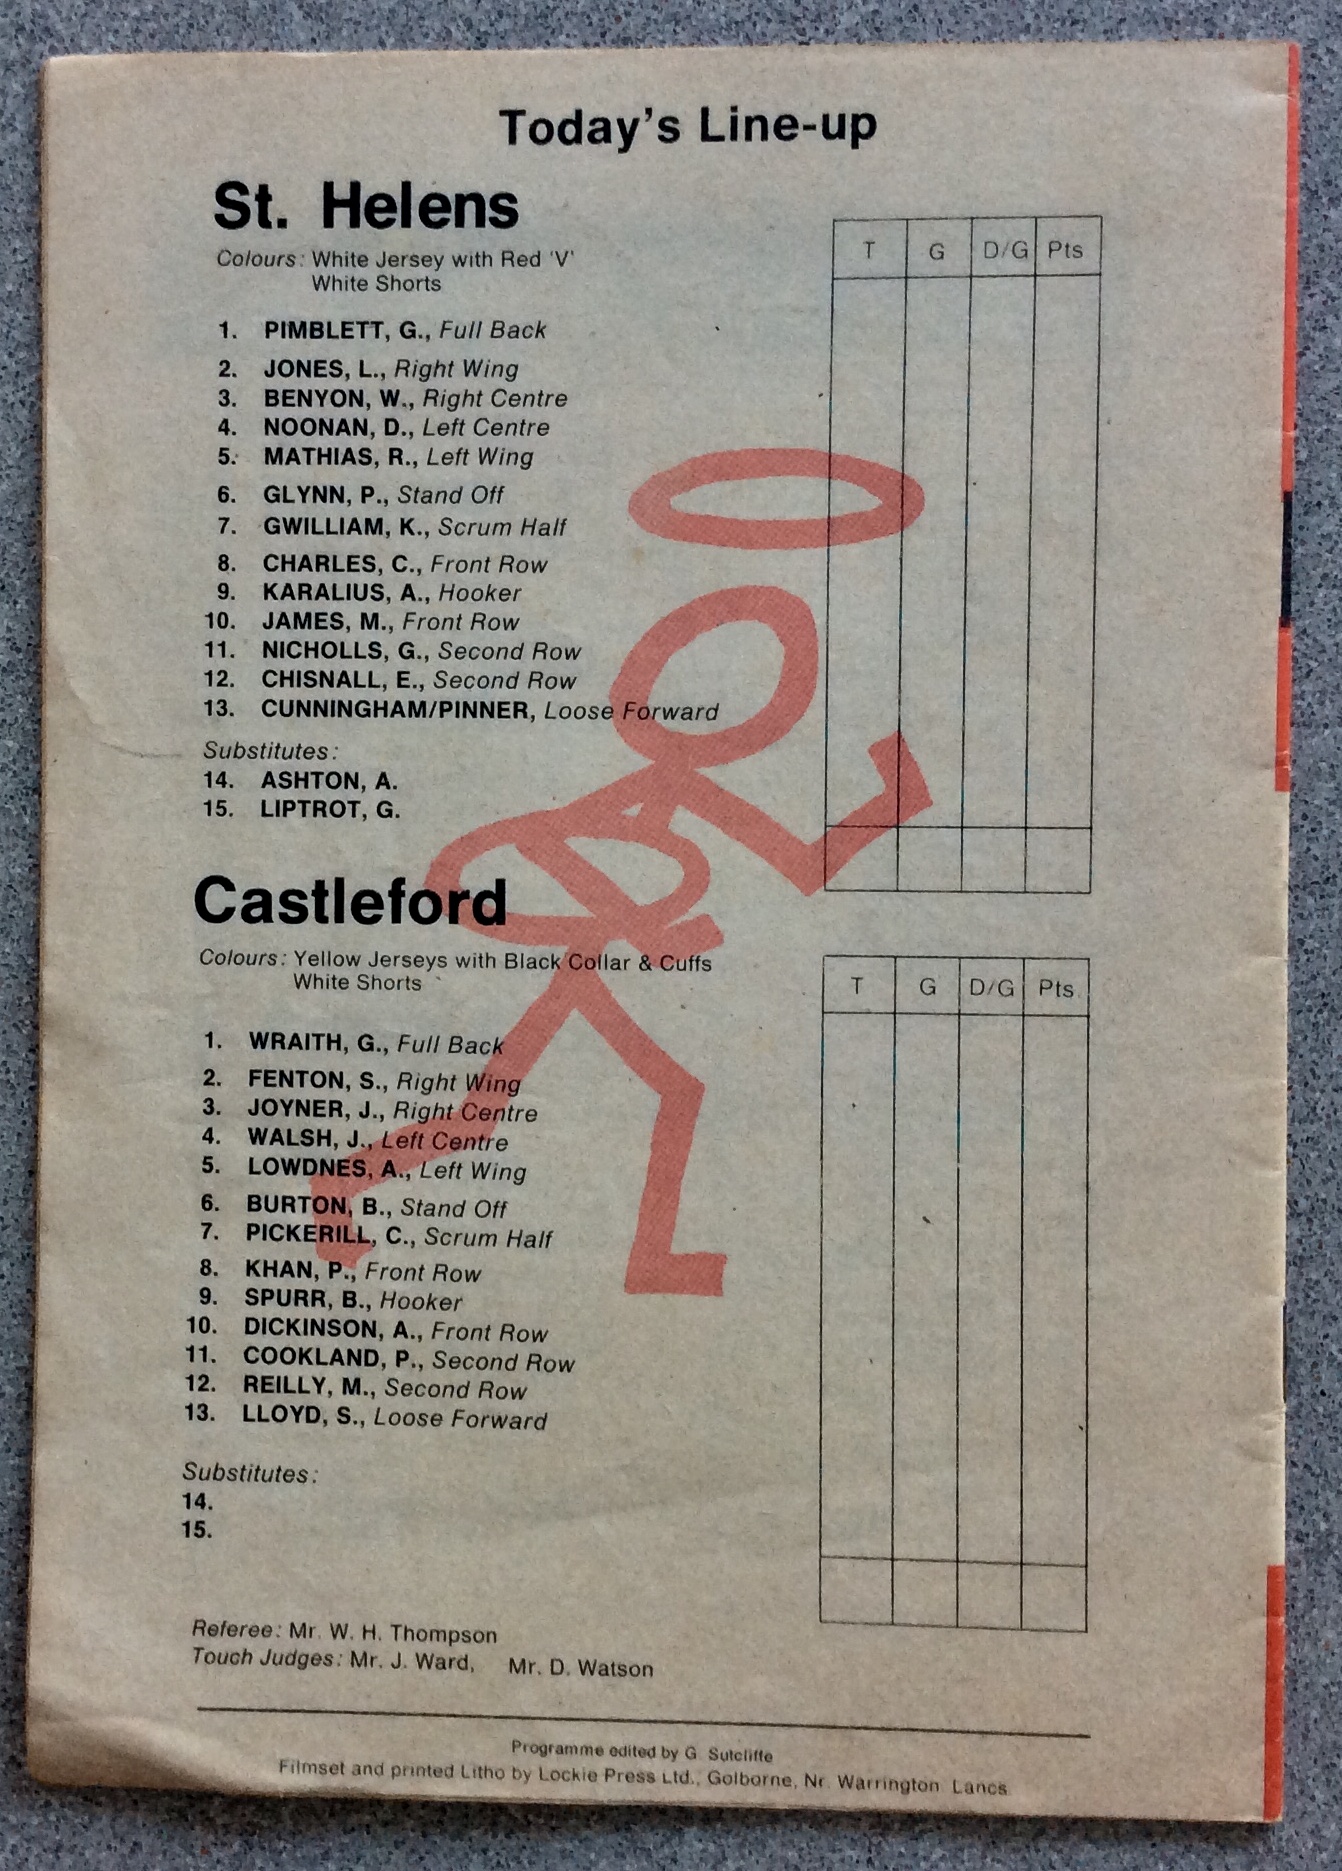 Today's Line-up
St. Helens
Colours: White Jersey with Red 'V'
White Shorts
T G D/G Pts
1. PIMBLETT, G., Full Back
2. JONES, L., Right Wing
3. BENYON, W., Right Centre
4. NOONAN, D., Left Centre
5. MATHIAS, R., Left Wing
6. GLYNN, P., Stand Off
7. GWILLIAM, K., Scrum Half
8. CHARLES, C., Front Row
9. KARALIUS, A., Hooker
10. JAMES, M., Front Row
11. NICHOLLS, G., Second Row
12. CHISNALL, E., Second Row
13. CUNNINGHAM/PINNER, Loose Forward
Substitutes:
14. ASHTON, A.
15. LIPTROT, G.
Castleford
Colours: Yellow Jerseys with Black Collar & Cuffs
White Shorts
T G D/G Pts
1. WRAITH, G., Full Back
2. FENTON, S., Right Wing
3. JOYNER, J., Right Centre
4. WALSH, J., Left Centre
5. LOWDNES, A., Left Wing
6. BURTON, B., Stand Off
7. PICKERILL, C., Scrum Half
8. KHAN, P., Front Row
9. SPURR, B., Hooker
10. DICKINSON, A., Front Row
11. COOKLAND, P., Second Row
12. REILLY, M., Second Row
13. LLOYD, S., Loose Forward
Substitutes:
14.
15.
Referee: Mr. W. H. Thompson
Touch Judges: Mr. J. Ward, Mr. D. Watson
Programme edited by G. Sutcliffe
Filmset and printed Litho by Lockie Press Ltd., Golborne, Nr. Warrington. Lancs.